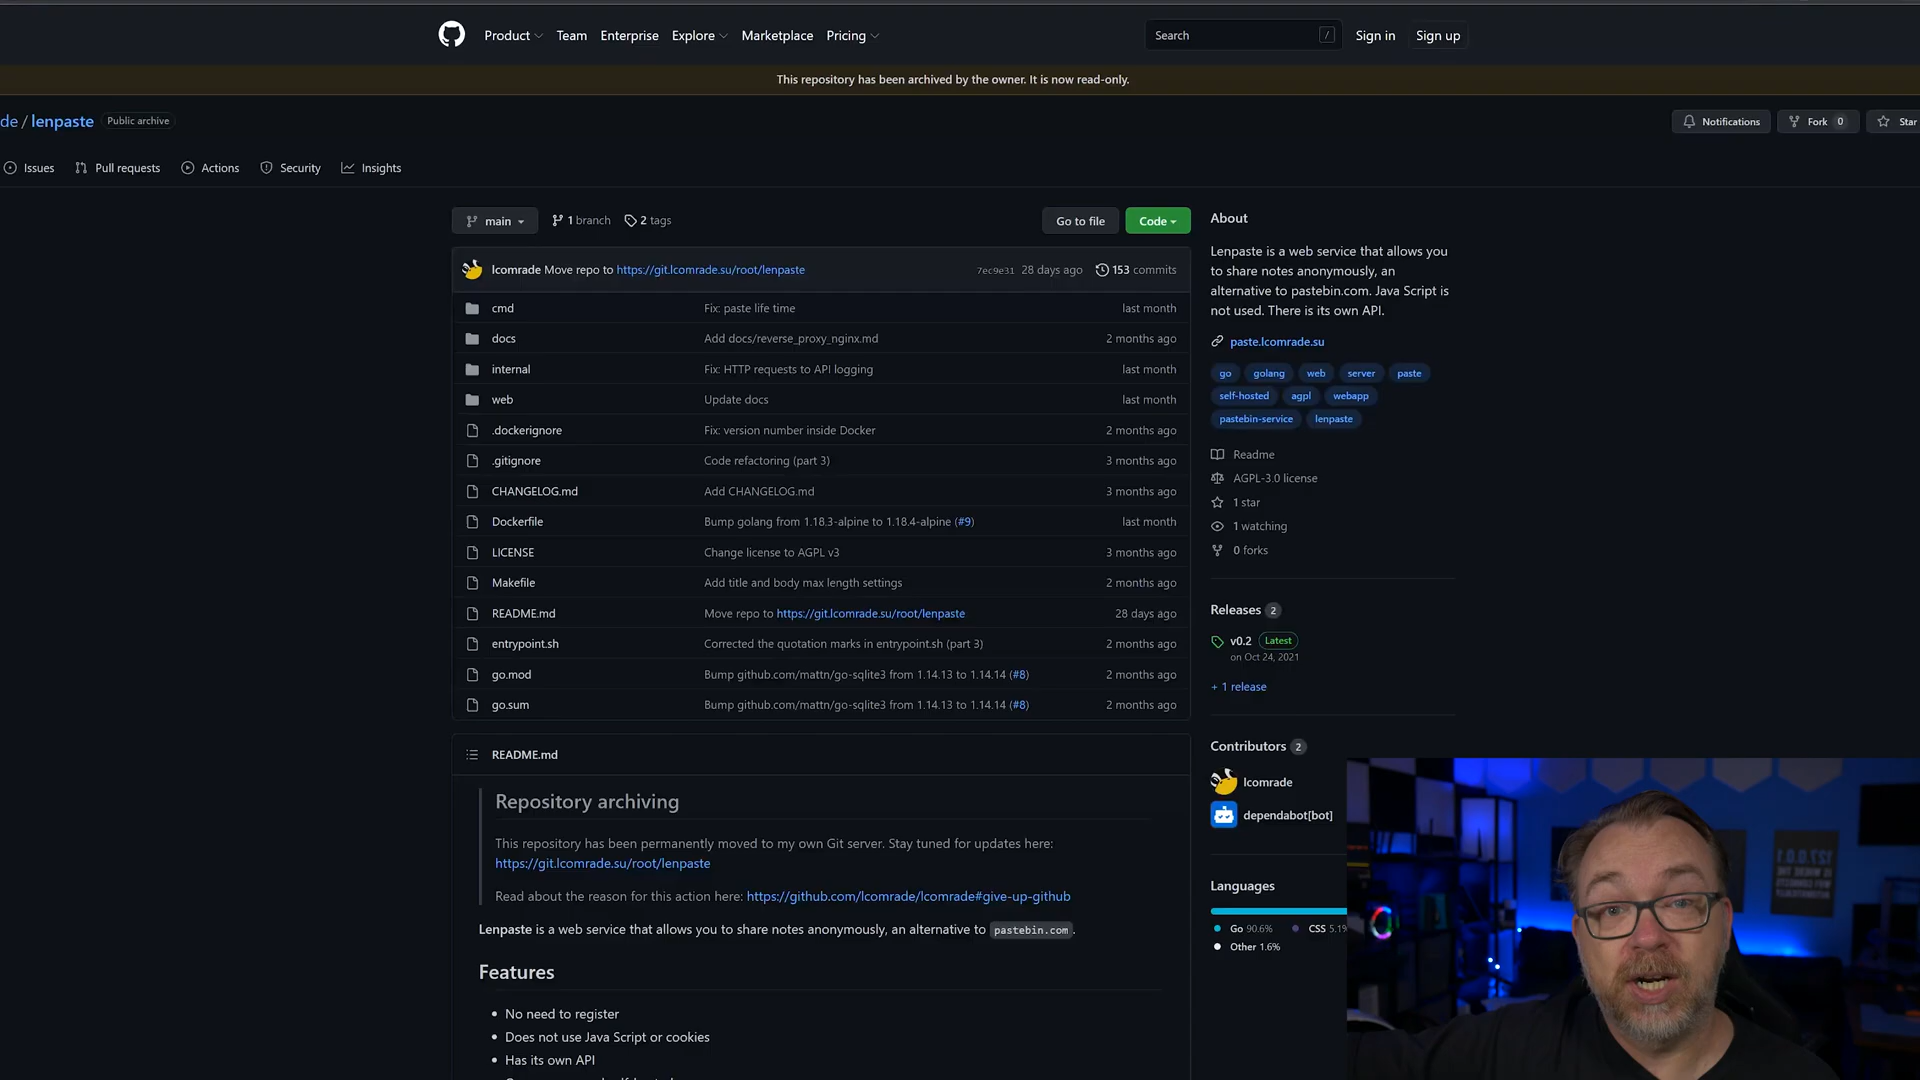 Product Team Enterprise Explore Marketplace Pricing Search / Sign in Sign up
This repository has been archived by the owner. It is now read-only.
de / lenpaste Public archive Notifications Fork 0 Star
Issues Pull requests Actions Security Insights
main 1 branch 2 tags Go to file Code
lcomrade Move repo to https://git.lcomrade.su/root/lenpaste 7ec9e31 28 days ago 153 commits
cmd Fix: paste life time last month
docs Add docs/reverse_proxy_nginx.md 2 months ago
internal Fix: HTTP requests to API logging last month
web Update docs last month
.dockerignore Fix: version number inside Docker 2 months ago
.gitignore Code refactoring (part 3) 3 months ago
CHANGELOG.md Add CHANGELOG.md 3 months ago
Dockerfile Bump golang from 1.18.3-alpine to 1.18.4-alpine (#9) last month
LICENSE Change license to AGPL v3 3 months ago
Makefile Add title and body max length settings 2 months ago
README.md Move repo to https://git.lcomrade.su/root/lenpaste 28 days ago
entrypoint.sh Corrected the quotation marks in entrypoint.sh (part 3) 2 months ago
go.mod Bump github.com/mattn/go-sqlite3 from 1.14.13 to 1.14.14 (#8) 2 months ago
go.sum Bump github.com/mattn/go-sqlite3 from 1.14.13 to 1.14.14 (#8) 2 months ago
README.md
Repository archiving
This repository has been permanently moved to my own Git server. Stay tuned for updates here:
https://git.lcomrade.su/root/lenpaste
Read about the reason for this action here: https://github.com/lcomrade/lcomrade#give-up-github
Lenpaste is a web service that allows you to share notes anonymously, an alternative to pastebin.com.
Features
No need to register
Does not use Java Script or cookies
Has its own API
About
Lenpaste is a web service that allows you
to share notes anonymously, an
alternative to pastebin.com. Java Script is
not used. There is its own API.
paste.lcomrade.su
go golang web server paste
self-hosted agpl webapp
pastebin-service lenpaste
Readme
AGPL-3.0 license
1 star
1 watching
0 forks
Releases 2
v0.2 Latest
on Oct 24, 2021
+ 1 release
Contributors 2
lcomrade
dependabot[bot]
Languages
Go 90.6% CSS 5.1%
Other 1.6%
127.0.0.1